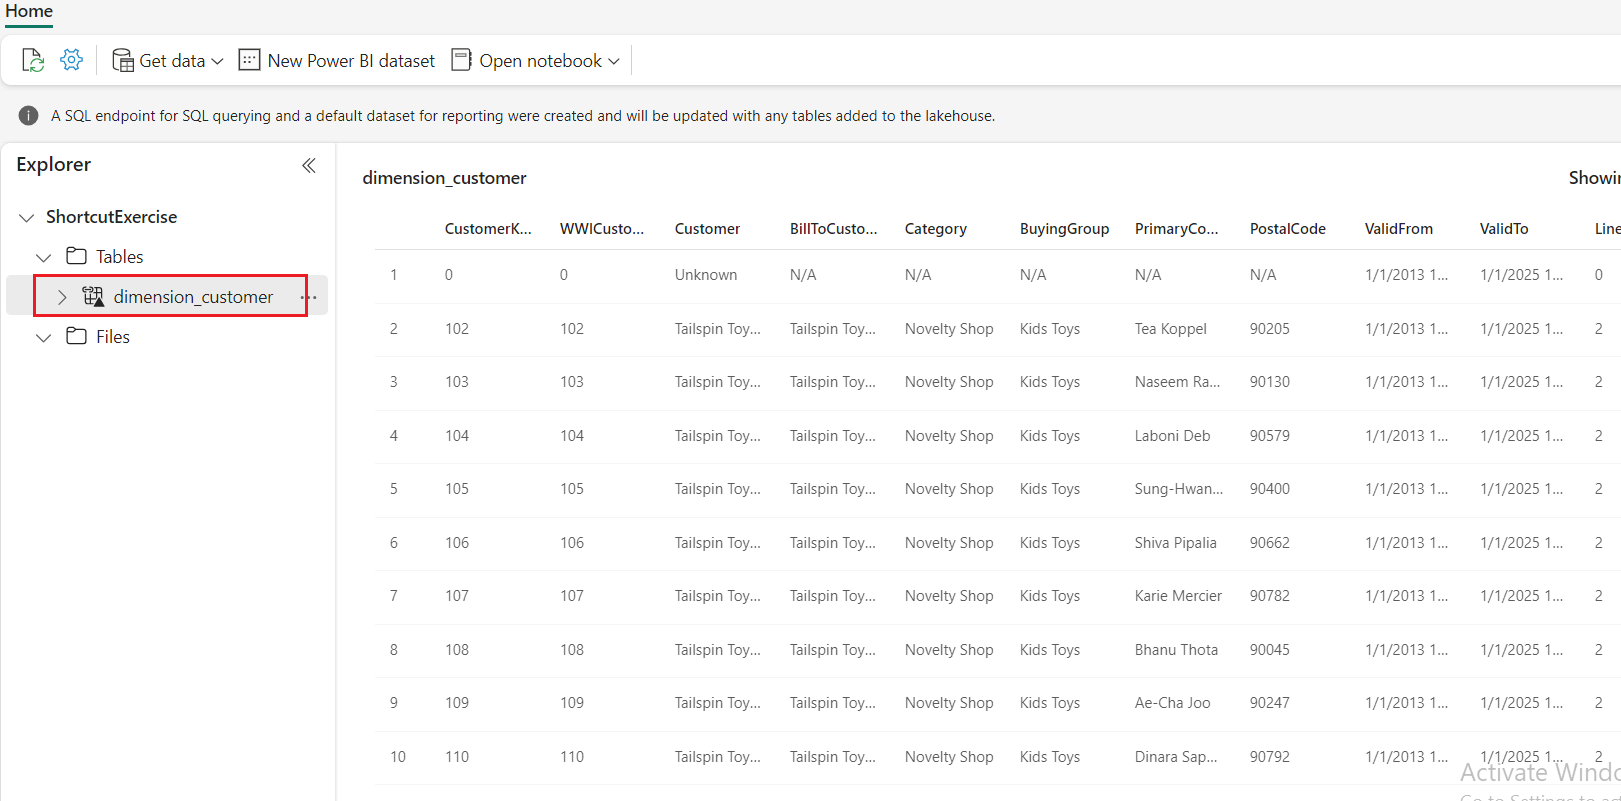 Home
Get data New Power BI dataset Open notebook
A SQL endpoint for SQL querying and a default dataset for reporting were created and will be updated with any tables added to the lakehouse.
Explorer
ShortcutExercise
Tables
dimension_customer ...
Files
dimension_customer Showin
CustomerK... WWICusto... Customer BillToCusto... Category BuyingGroup PrimaryCo... PostalCode ValidFrom ValidTo Line
1 0 0 Unknown N/A N/A N/A N/A N/A 1/1/2013 1... 1/1/2025 1... 0
2 102 102 Tailspin Toy... Tailspin Toy... Novelty Shop Kids Toys Tea Koppel 90205 1/1/2013 1... 1/1/2025 1... 2
3 103 103 Tailspin Toy... Tailspin Toy... Novelty Shop Kids Toys Naseem Ra... 90130 1/1/2013 1... 1/1/2025 1... 2
4 104 104 Tailspin Toy... Tailspin Toy... Novelty Shop Kids Toys Laboni Deb 90579 1/1/2013 1... 1/1/2025 1... 2
5 105 105 Tailspin Toy... Tailspin Toy... Novelty Shop Kids Toys Sung-Hwan... 90400 1/1/2013 1... 1/1/2025 1... 2
6 106 106 Tailspin Toy... Tailspin Toy... Novelty Shop Kids Toys Shiva Pipalia 90662 1/1/2013 1... 1/1/2025 1... 2
7 107 107 Tailspin Toy... Tailspin Toy... Novelty Shop Kids Toys Karie Mercier 90782 1/1/2013 1... 1/1/2025 1... 2
8 108 108 Tailspin Toy... Tailspin Toy... Novelty Shop Kids Toys Bhanu Thota 90045 1/1/2013 1... 1/1/2025 1... 2
9 109 109 Tailspin Toy... Tailspin Toy... Novelty Shop Kids Toys Ae-Cha Joo 90247 1/1/2013 1... 1/1/2025 1... 2
10 110 110 Tailspin Toy... Tailspin Toy... Novelty Shop Kids Toys Dinara Sap... 90792 1/1/2013 1... 1/1/2025 1... 2
Activate Windo